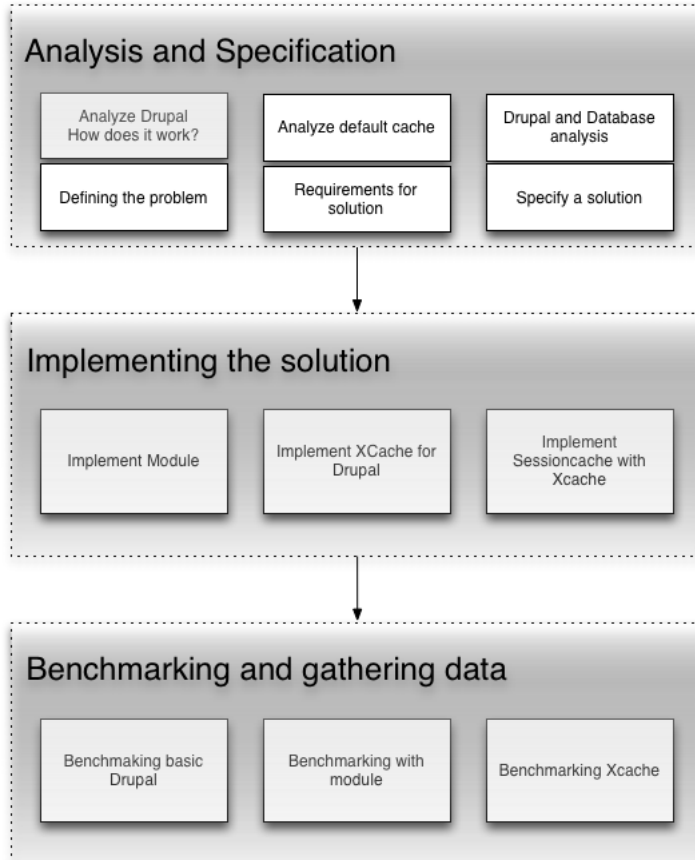 Analysis and Specification
Analyze Drupal
How does it work?
Analyze default cache
Drupal and Database
analysis
Defining the problem
Requirements for
solution
Specify a solution
Implementing the solution
Implement Module
Implement XCache for
Drupal
Implement
Sessioncache with
Xcache
Benchmarking and gathering data
Benchmaking basic
Drupal
Benchmarking with
module
Benchmarking Xcache